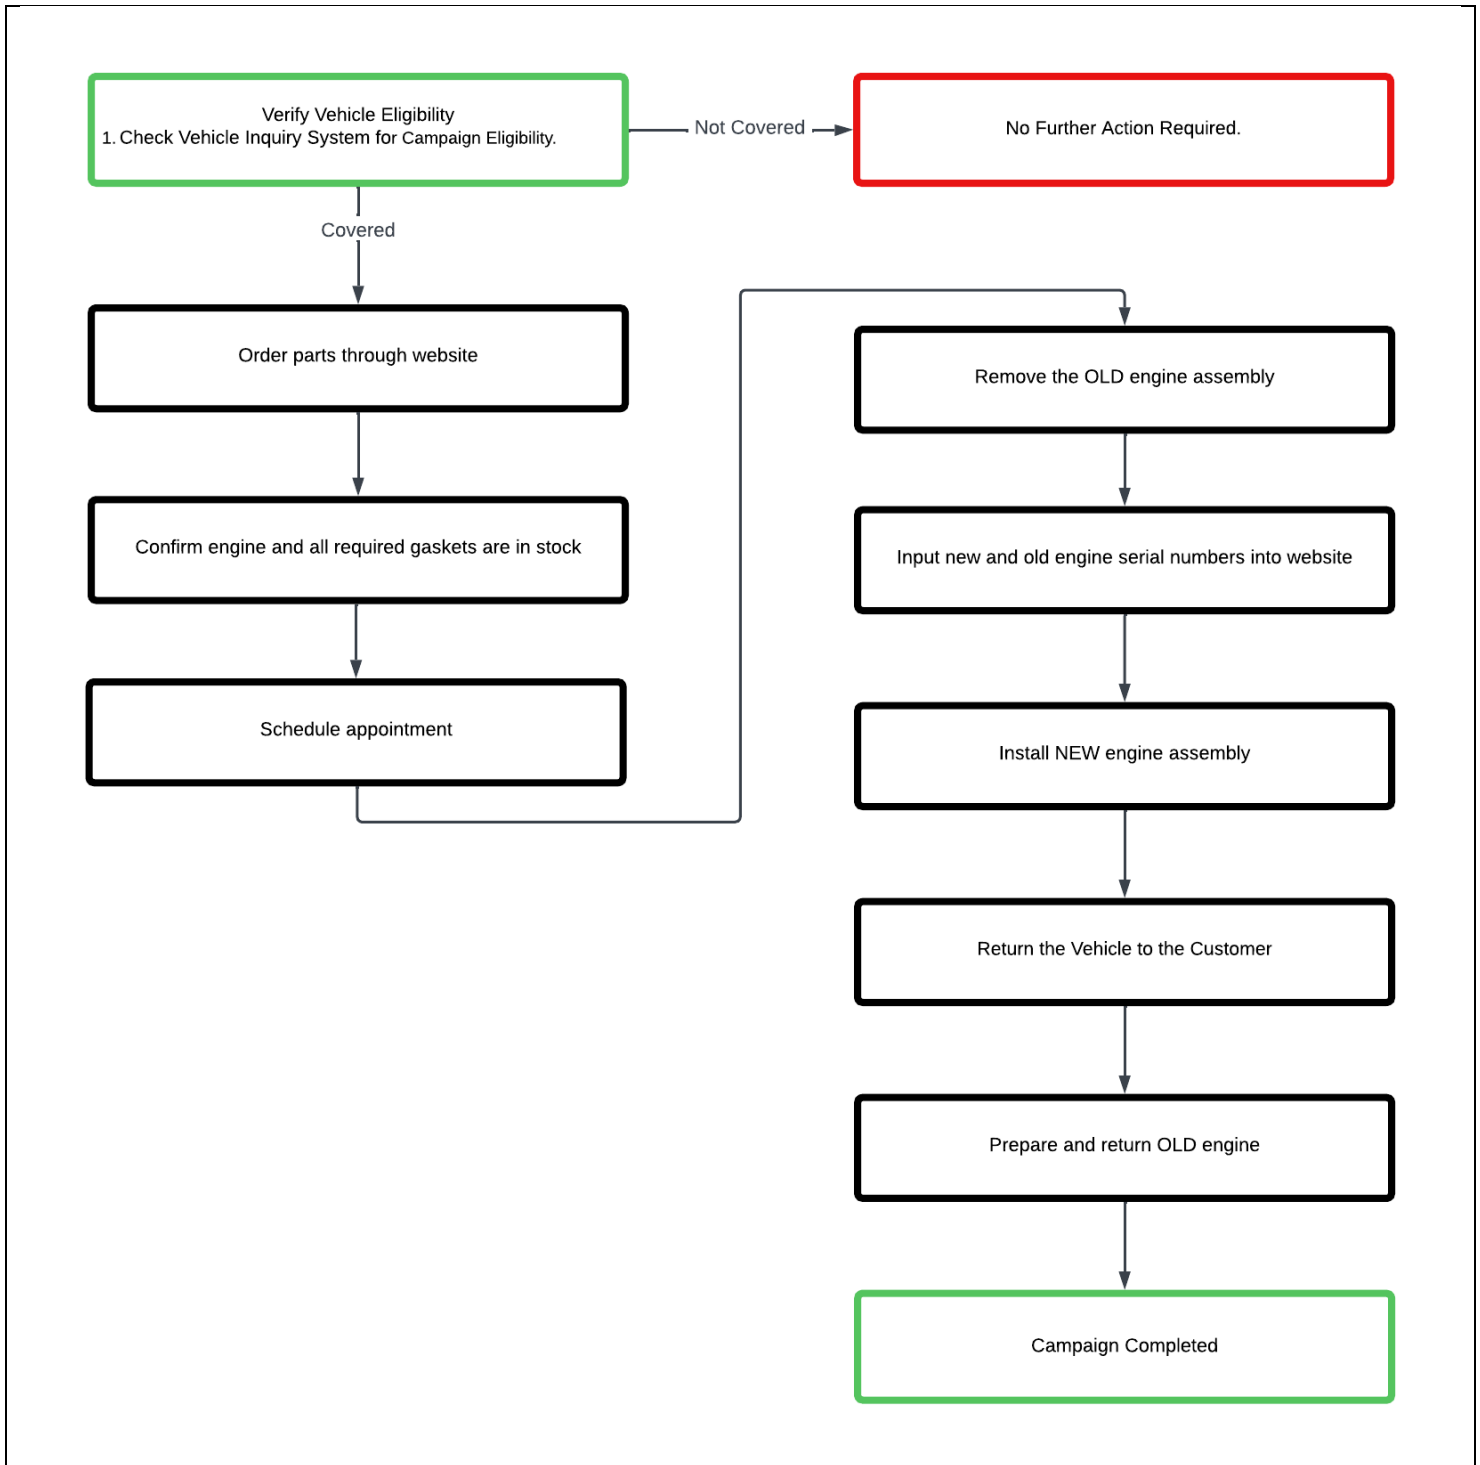 Verify Vehicle Eligibility
1. Check Vehicle Inquiry System for Campaign Eligibility.
Not Covered
No Further Action Required.
Covered
Order parts through website
Confirm engine and all required gaskets are in stock
Schedule appointment
Remove the OLD engine assembly
Input new and old engine serial numbers into website
Install NEW engine assembly
Return the Vehicle to the Customer
Prepare and return OLD engine
Campaign Completed